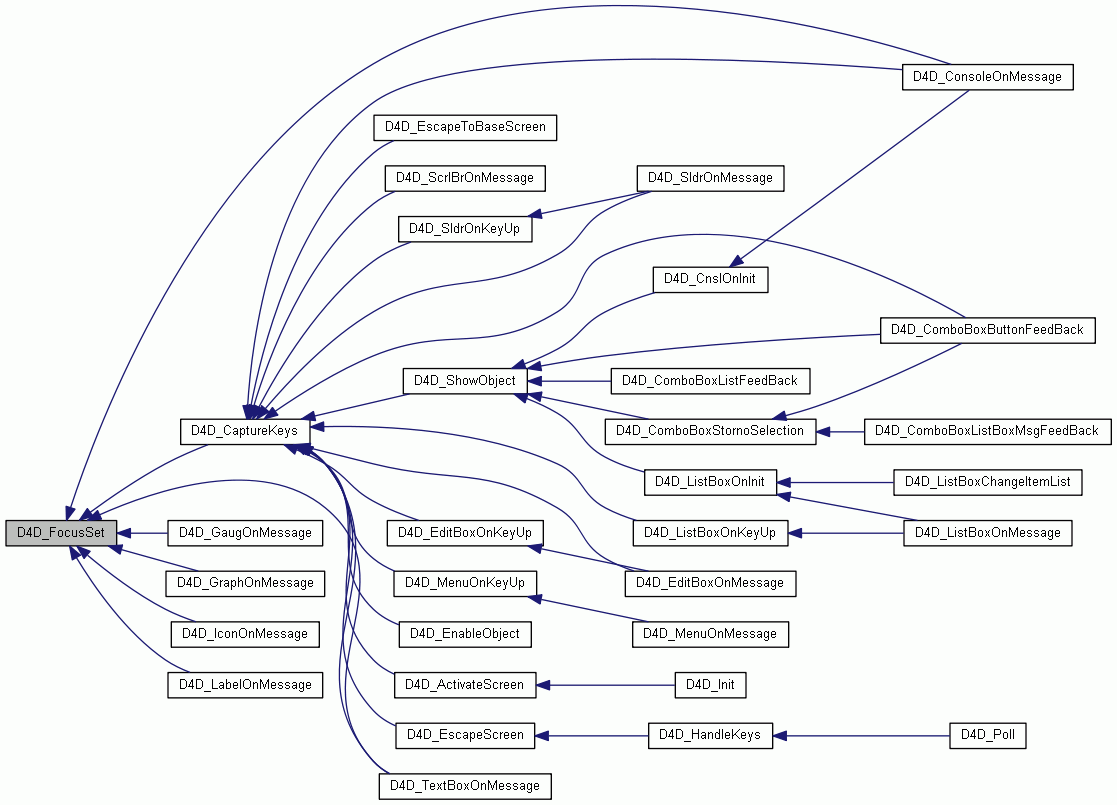 D4D_ConsoleOnMessage
D4D_EscapeToBaseScreen
D4D_ScrlBrOnMessage
D4D_SldrOnMessage
D4D_SldrOnKeyUp
D4D_CnslOnInit
D4D_ComboBoxButtonFeedBack
D4D_ShowObject
D4D_ComboBoxListFeedBack
D4D_CaptureKeys
D4D_ComboBoxStornoSelection
D4D_ComboBoxListBoxMsgFeedBack
D4D_ListBoxOnInit
D4D_ListBoxChangeItemList
D4D_FocusSet
D4D_GaugOnMessage
D4D_EditBoxOnKeyUp
D4D_ListBoxOnKeyUp
D4D_ListBoxOnMessage
D4D_GraphOnMessage
D4D_MenuOnKeyUp
D4D_EditBoxOnMessage
D4D_IconOnMessage
D4D_EnableObject
D4D_MenuOnMessage
D4D_LabelOnMessage
D4D_ActivateScreen
D4D_Init
D4D_EscapeScreen
D4D_HandleKeys
D4D_Poll
D4D_TextBoxOnMessage